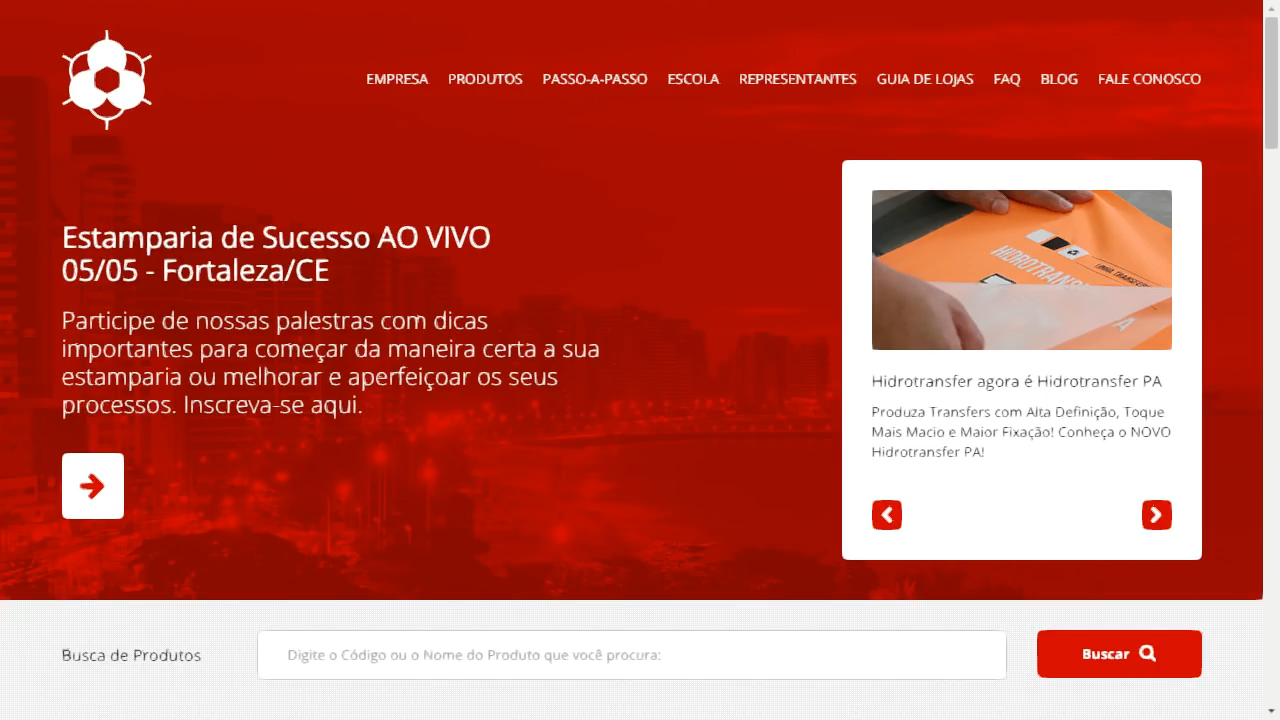 EMPRESA PRODUTOS PASSO-A-PASSO ESCOLA REPRESENTANTES GUIA DE LOJAS FAQ BLOG FALE CONOSCO
Estamparia de Sucesso AO VIVO
05/05 - Fortaleza/CE
Participe de nossas palestras com dicas
importantes para começar da maneira certa a sua
estamparia ou melhorar e aperfeiçoar os seus
processos. Inscreva-se aqui.
Hidrotransfer agora é Hidrotransfer PA
Produza Transfers com Alta Definição, Toque
Mais Macio e Maior Fixação! Conheça o NOVO
Hidrotransfer PA!
Busca de Produtos
Digite o Código ou o Nome do Produto que você procura:
Buscar